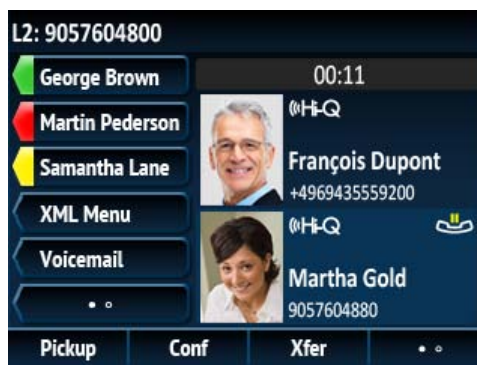 L2: 9057604800
George Brown
Martin Pederson
Samantha Lane
XML Menu
Voicemail
00:11
Hi-Q
François Dupont
+4969435559200
Hi-Q
Martha Gold
9057604880
Pickup Conf Xfer